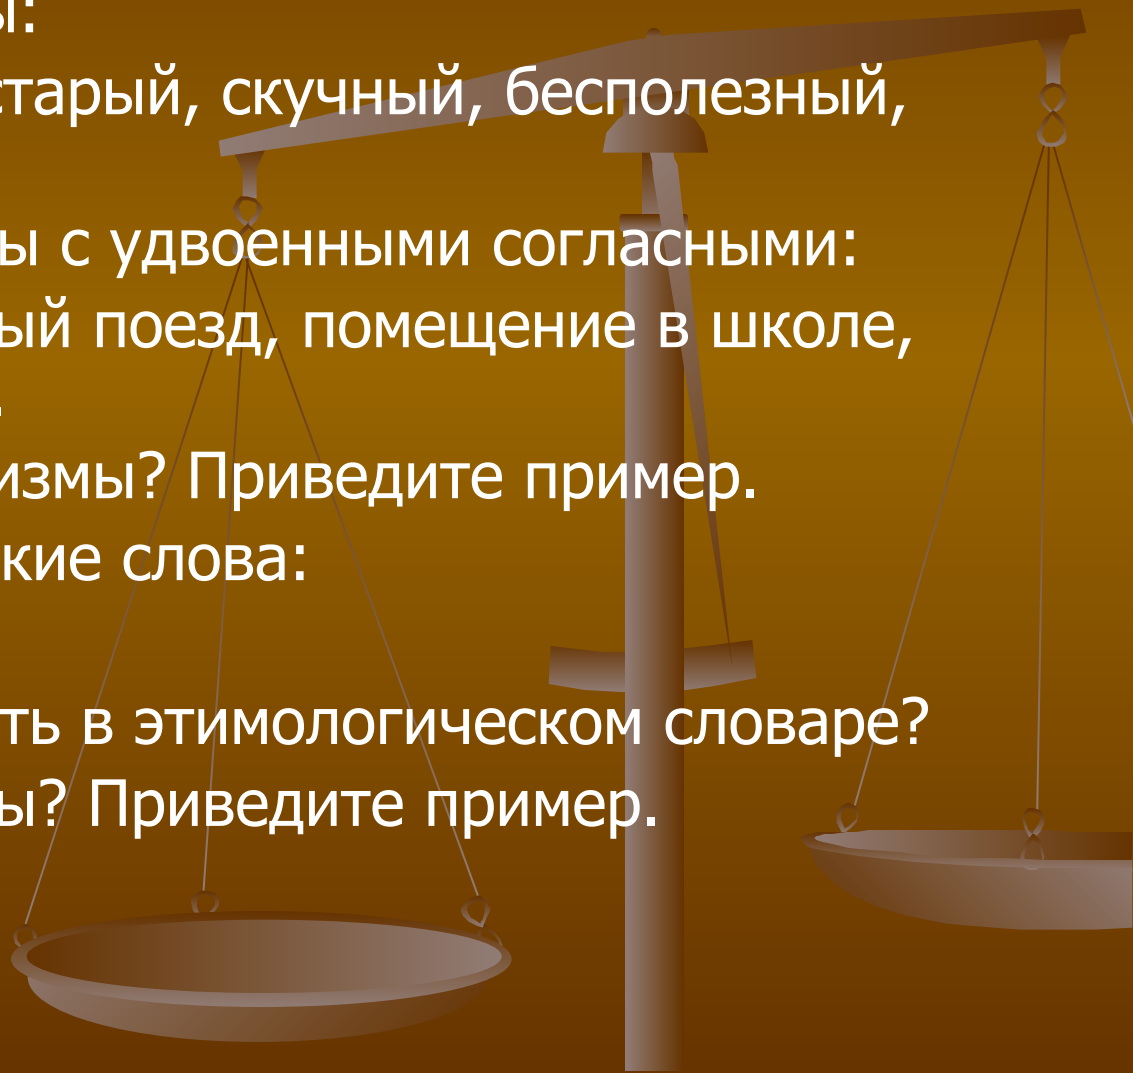 ы:
старый, скучный, бесполезный,
ы с удвоенными согласными:
ый поезд, помещение в школе,
.
измы? Приведите пример.
кие слова:
ть в этимологическом словаре?
ы? Приведите пример.